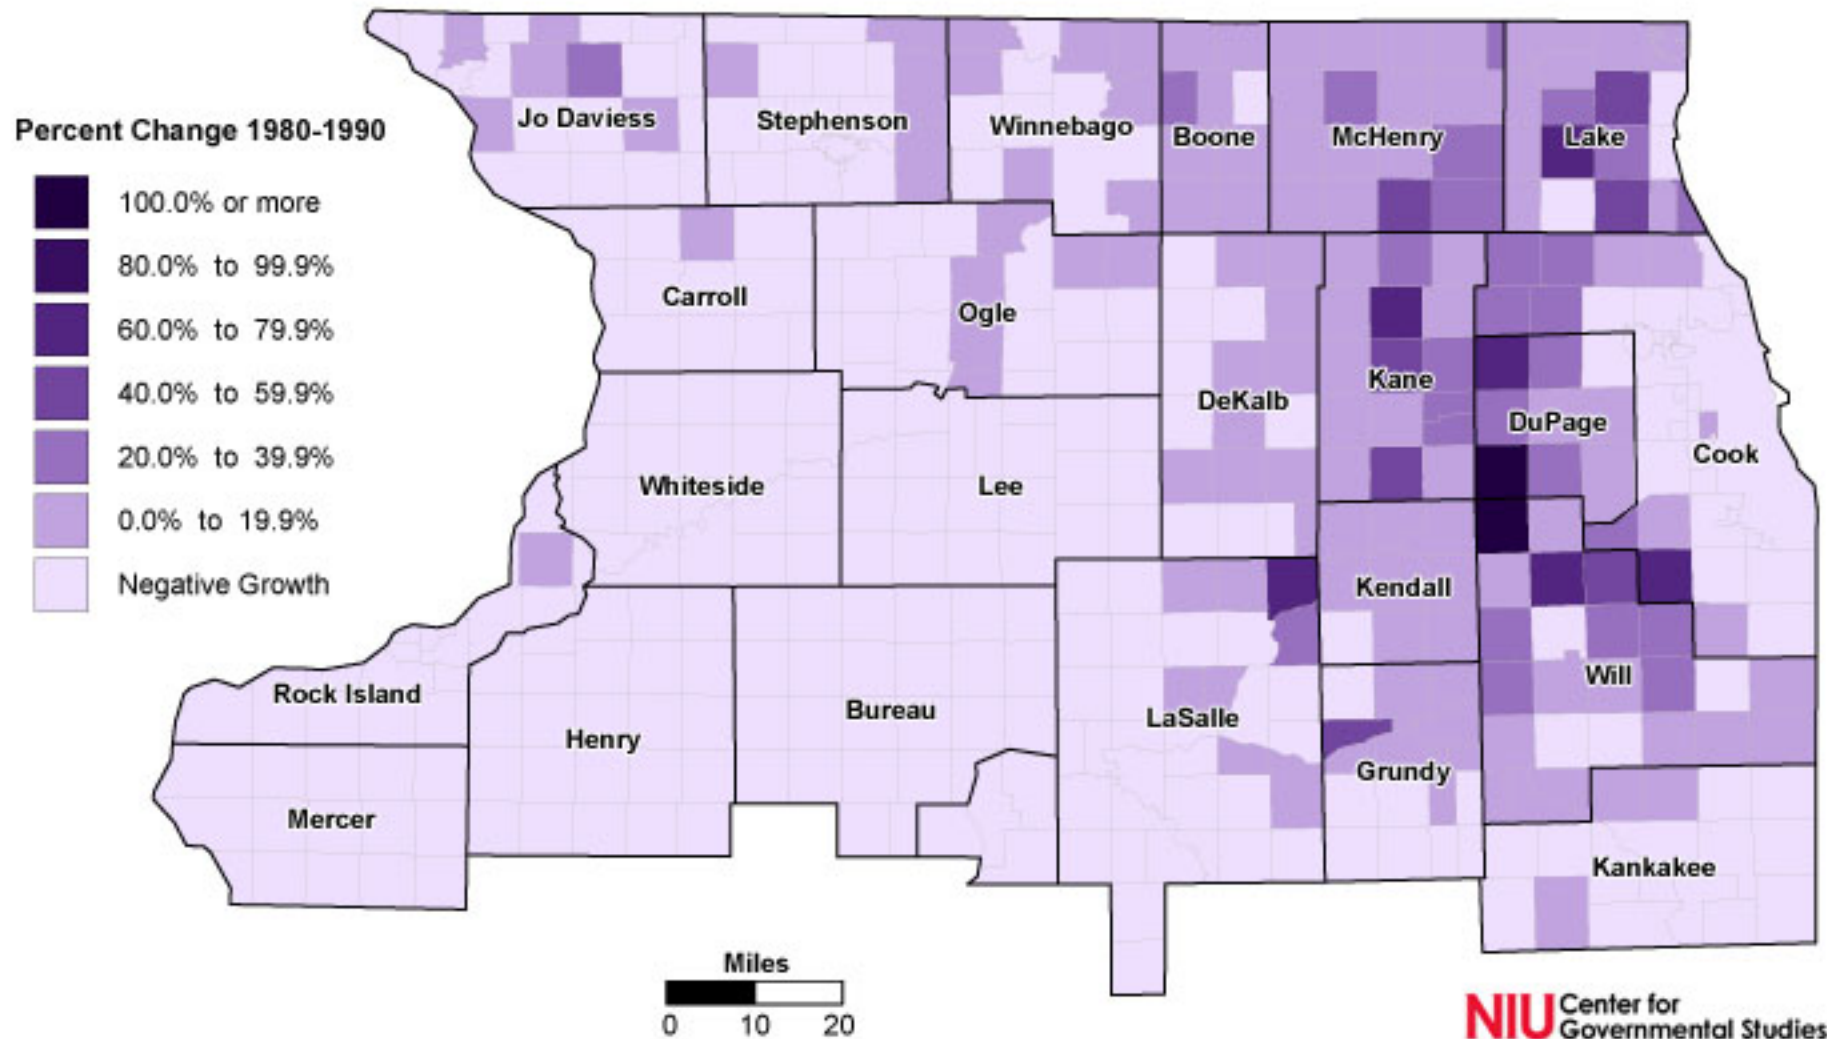 Percent Change 1980-1990
100.0% or more
80.0% to 99.9%
60.0% to 79.9%
40.0% to 59.9%
20.0% to 39.9%
0.0% to 19.9%
Negative Growth
Jo Daviess
Stephenson
Winnebago
Boone
McHenry
Lake
Carroll
Ogle
DeKalb
Kane
DuPage
Cook
Whiteside
Lee
Kendall
Rock Island
Henry
Bureau
LaSalle
Will
Grundy
Mercer
Kankakee
Miles
0 10 20
NIU Center for
Governmental Studies